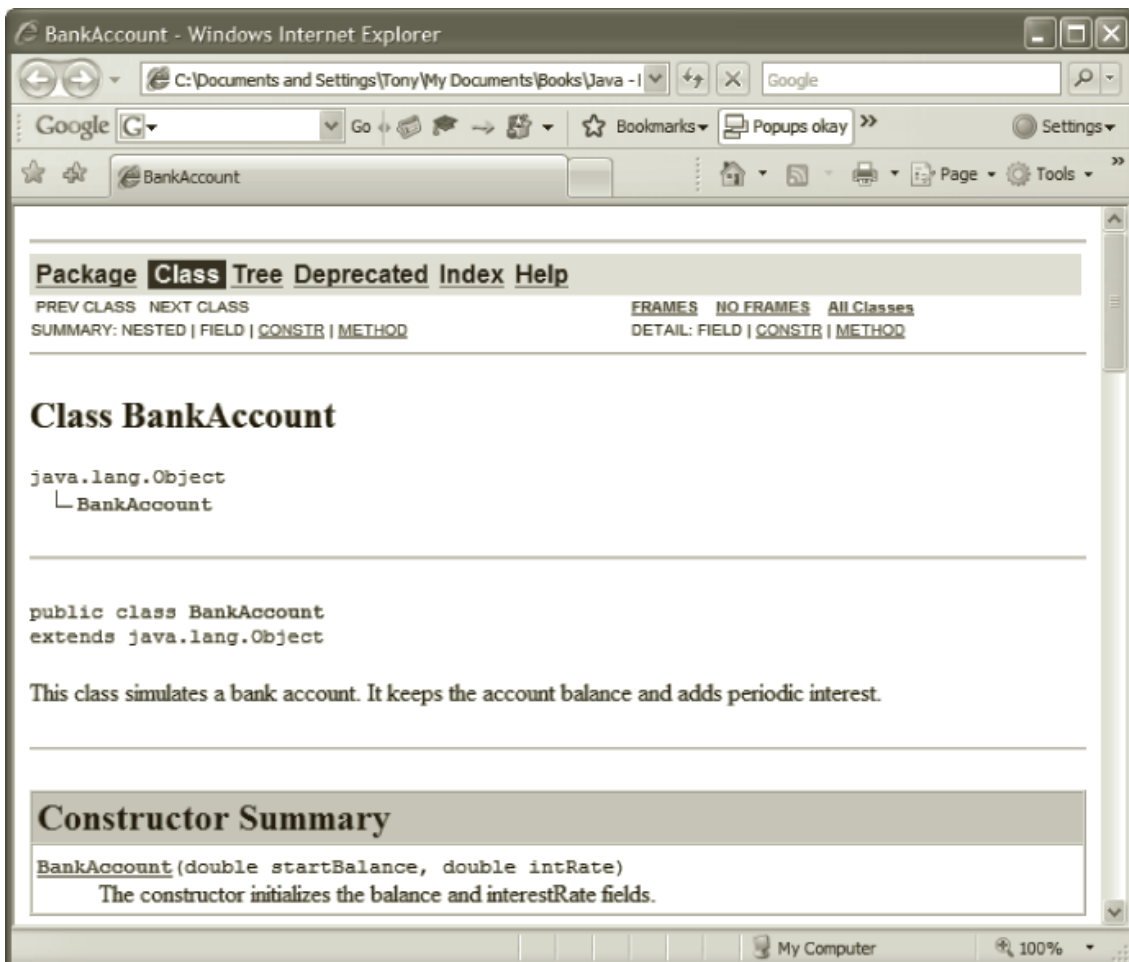 BankAccount - Windows Internet Explorer
C:\Documents and Settings\Tony\My Documents\Books\Java - I Google
Google G Go Bookmarks Popups okay » Settings
BankAccount Page Tools »
Package Class Tree Deprecated Index Help
PREV CLASS NEXT CLASS FRAMES NO FRAMES All Classes
SUMMARY: NESTED | FIELD | CONSTR | METHOD DETAIL: FIELD | CONSTR | METHOD
Class BankAccount
java.lang.Object
BankAccount
public class BankAccount
extends java.lang.Object
This class simulates a bank account. It keeps the account balance and adds periodic interest.
Constructor Summary
BankAccount(double startBalance, double intRate)
The constructor initializes the balance and interestRate fields.
My Computer 100%